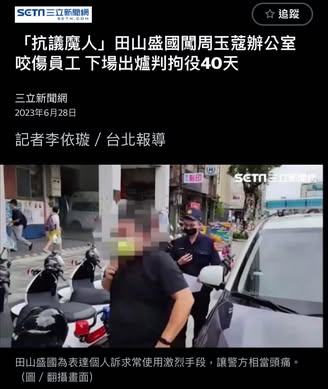 SETN 三立新聞網
SETN.COM
☆ 追蹤
「抗議魔人」田山盛國闖周玉蔻辦公室
咬傷員工 下場出爐判拘役40天
三立新聞網
2023年6月28日
記者李依璇/台北報導
SETN 三立新聞網
田山盛國為表達個人訴求常使用激烈手段，讓警方相當頭痛。
（圖／翻攝畫面）